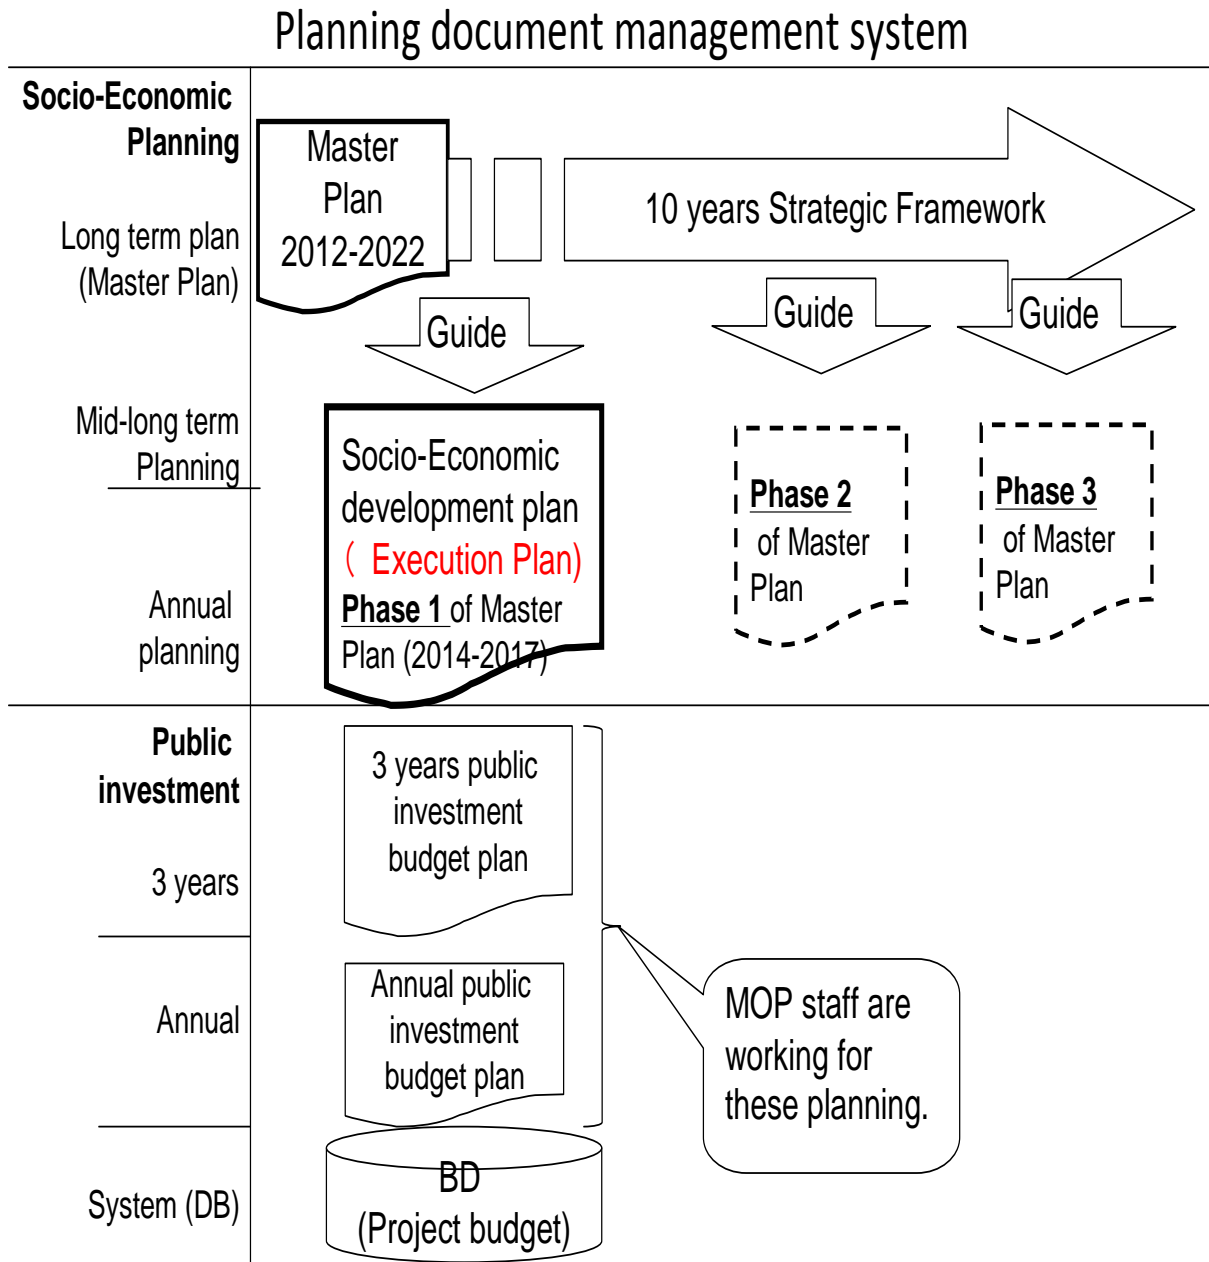 Planning document management system
Socio-Economic
Planning
Long term plan
(Master Plan)
Master
Plan
2012-2022
10 years Strategic Framework
Guide
Guide
Guide
Mid-long term
Planning
Annual
planning
Socio-Economic
development plan
( Execution Plan)
Phase 1 of Master
Plan (2014-2017)
Phase 2
of Master
Plan
Phase 3
of Master
Plan
Public
investment
3 years
3 years public
investment
budget plan
Annual
Annual public
investment
budget plan
MOP staff are
working for
these planning.
System (DB)
BD
(Project budget)